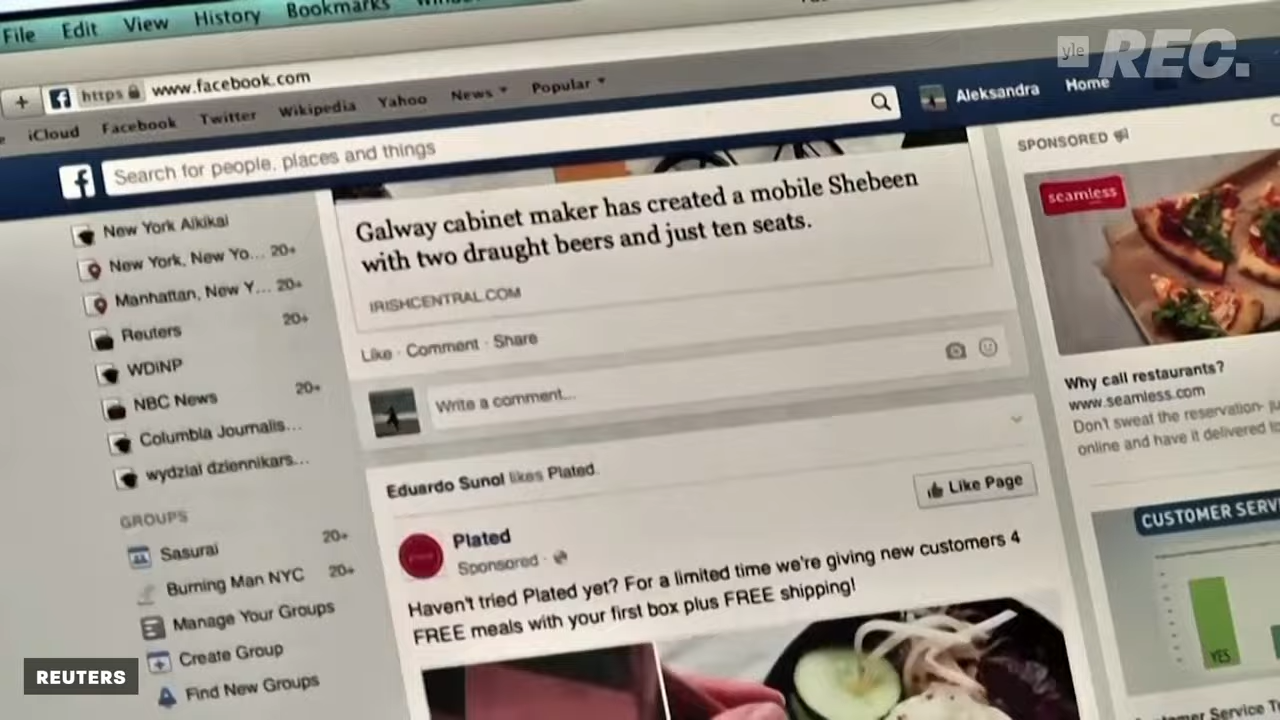 File Edit View History Bookmarks
yle REC.
+ https www.facebook.com
iCloud Facebook Twitter Wikipedia Yahoo News Popular
Search for people, places and things
Aleksandra Home
New York Aikikai
New York, New Yo... 20+
Manhattan, New Y... 20+
Reuters 20+
WDINP
NBC News 20+
Columbia Journalis...
wydzial dziennikars...
GROUPS
Sasurai 20+
Burning Man NYC 20+
Manage Your Groups
Create Group
Find New Groups
Galway cabinet maker has created a mobile Shebeen
with two draught beers and just ten seats.
IRISHCENTRAL.COM
Like · Comment · Share
Write a comment...
Eduardo Sunol likes Plated.
Like Page
Plated
Sponsored ·
Haven't tried Plated yet? For a limited time we're giving new customers 4
FREE meals with your first box plus FREE shipping!
SPONSORED
seamless
Why call restaurants?
www.seamless.com
Don't sweat the reservation-
online and have it delivered
CUSTOMER SERV
YES
REUTERS